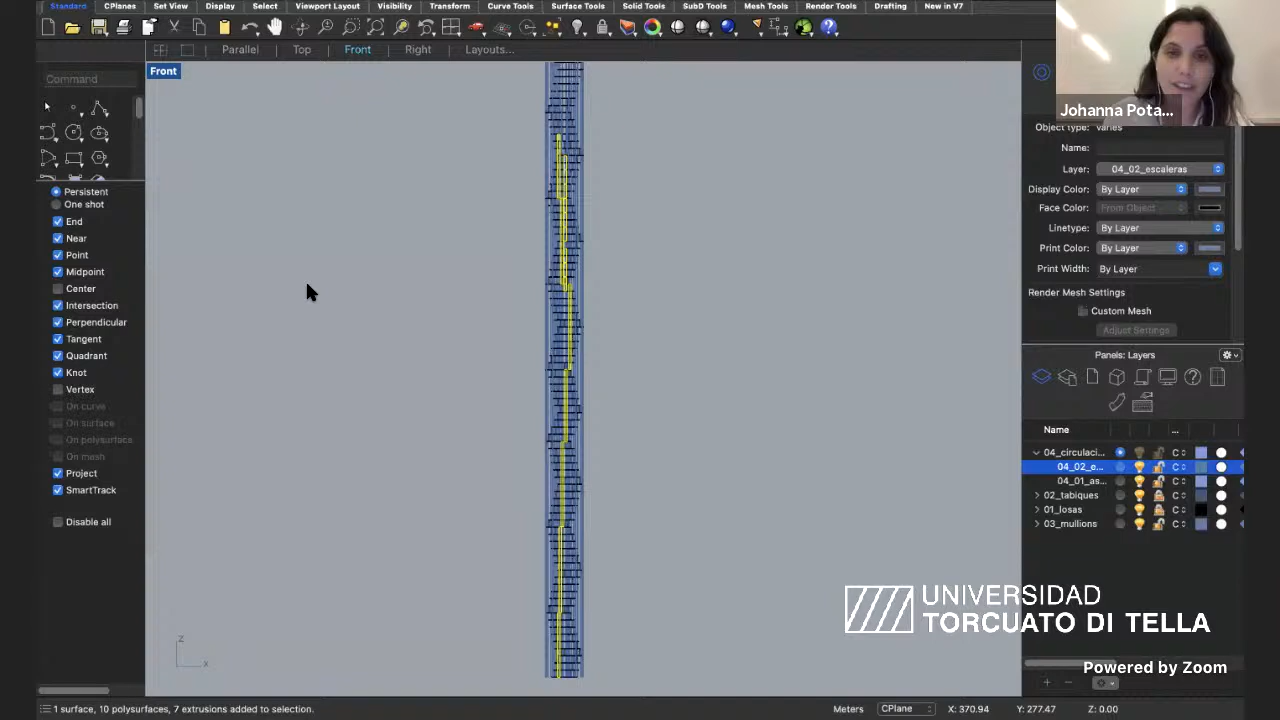 Standard CPlanes Set View Display Select Viewport Layout Visibility Transform Curve Tools Surface Tools Solid Tools SubD Tools Mesh Tools Render Tools Drafting New in V7
Parallel Top Front Right Layouts...
Front
Command
Persistent
One shot
End
Near
Point
Midpoint
Center
Intersection
Perpendicular
Tangent
Quadrant
Knot
Vertex
On curve
On surface
On polysurface
On mesh
Project
SmartTrack
Disable all
z
x
Johanna Pota...
Object type: varies
Name:
Layer: 04_02_escaleras
Display Color: By Layer
Face Color: From Object
Linetype: By Layer
Print Color: By Layer
Print Width: By Layer
Render Mesh Settings
Custom Mesh
Adjust Settings
Panels: Layers
Name ...
04_circulaci... C
04_02_e... C
04_01_as... C
02_tabiques C
01_losas C
03_mullions C
UNIVERSIDAD
TORCUATO DI TELLA
Powered by Zoom
1 surface, 10 polysurfaces, 7 extrusions added to selection. Meters CPlane X: 370.94 Y: 277.47 Z: 0.00